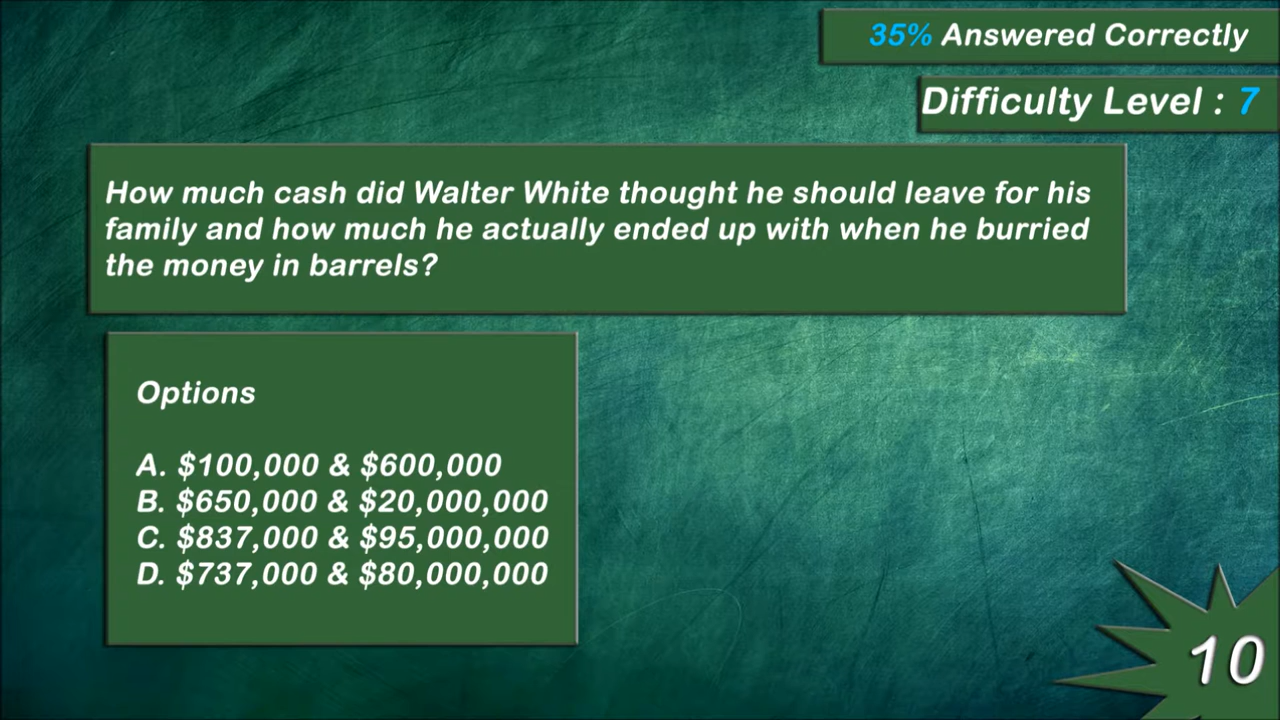 35% Answered Correctly
Difficulty Level : 7
How much cash did Walter White thought he should leave for his
family and how much he actually ended up with when he burried
the money in barrels?
Options
A. $100,000 & $600,000
B. $650,000 & $20,000,000
C. $837,000 & $95,000,000
D. $737,000 & $80,000,000
10